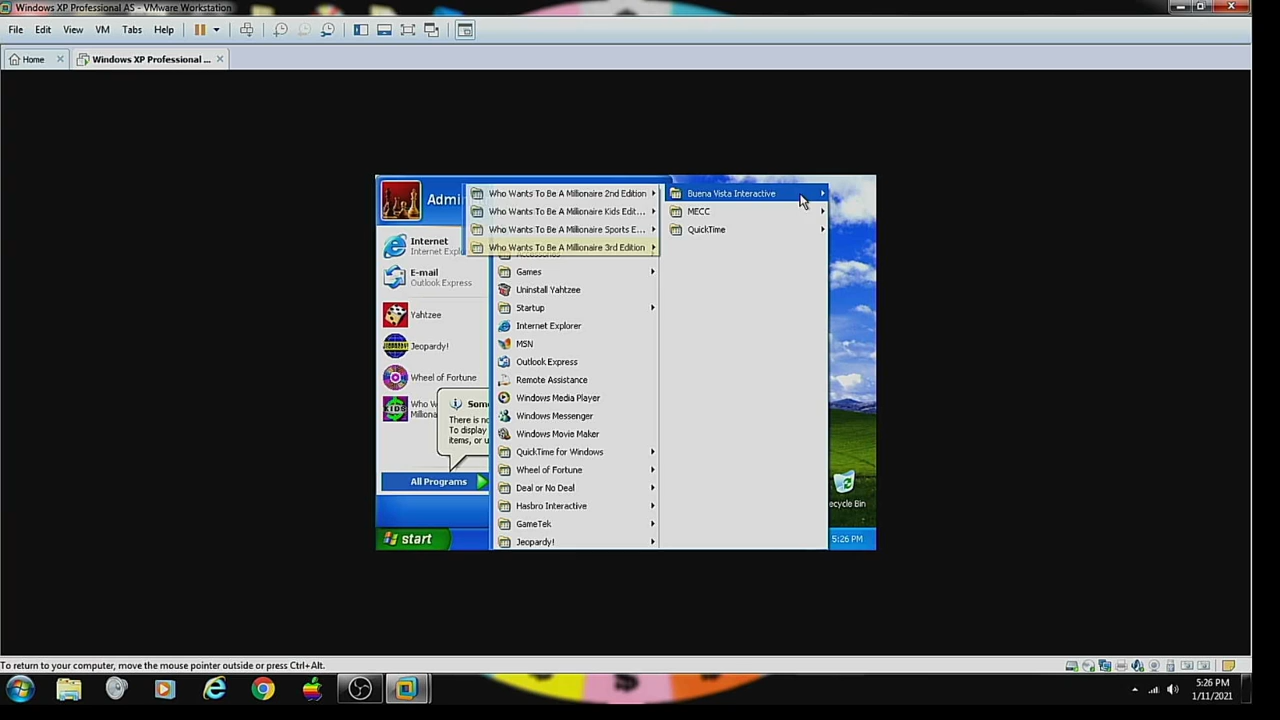 Windows XP Professional AS - VMware Workstation
File Edit View VM Tabs Help
Home
Windows XP Professional ...
Admi
Internet
Internet Expl
E-mail
Outlook Express
Yahtzee
Jeopardy!
Wheel of Fortune
KIDS
Who W
Milliona
Som
There is no
To display
items, or u
All Programs
start
Who Wants To Be A Millionaire 2nd Edition
Who Wants To Be A Millionaire Kids Edit...
Who Wants To Be A Millionaire Sports E...
Who Wants To Be A Millionaire 3rd Edition
Accessories
Games
Uninstall Yahtzee
Startup
Internet Explorer
MSN
Outlook Express
Remote Assistance
Windows Media Player
Windows Messenger
Windows Movie Maker
QuickTime for Windows
Wheel of Fortune
Deal or No Deal
Hasbro Interactive
GameTek
Jeopardy!
Buena Vista Interactive
MECC
QuickTime
ecycle Bin
5:26 PM
To return to your computer, move the mouse pointer outside or press Ctrl+Alt.
5:26 PM
1/11/2021